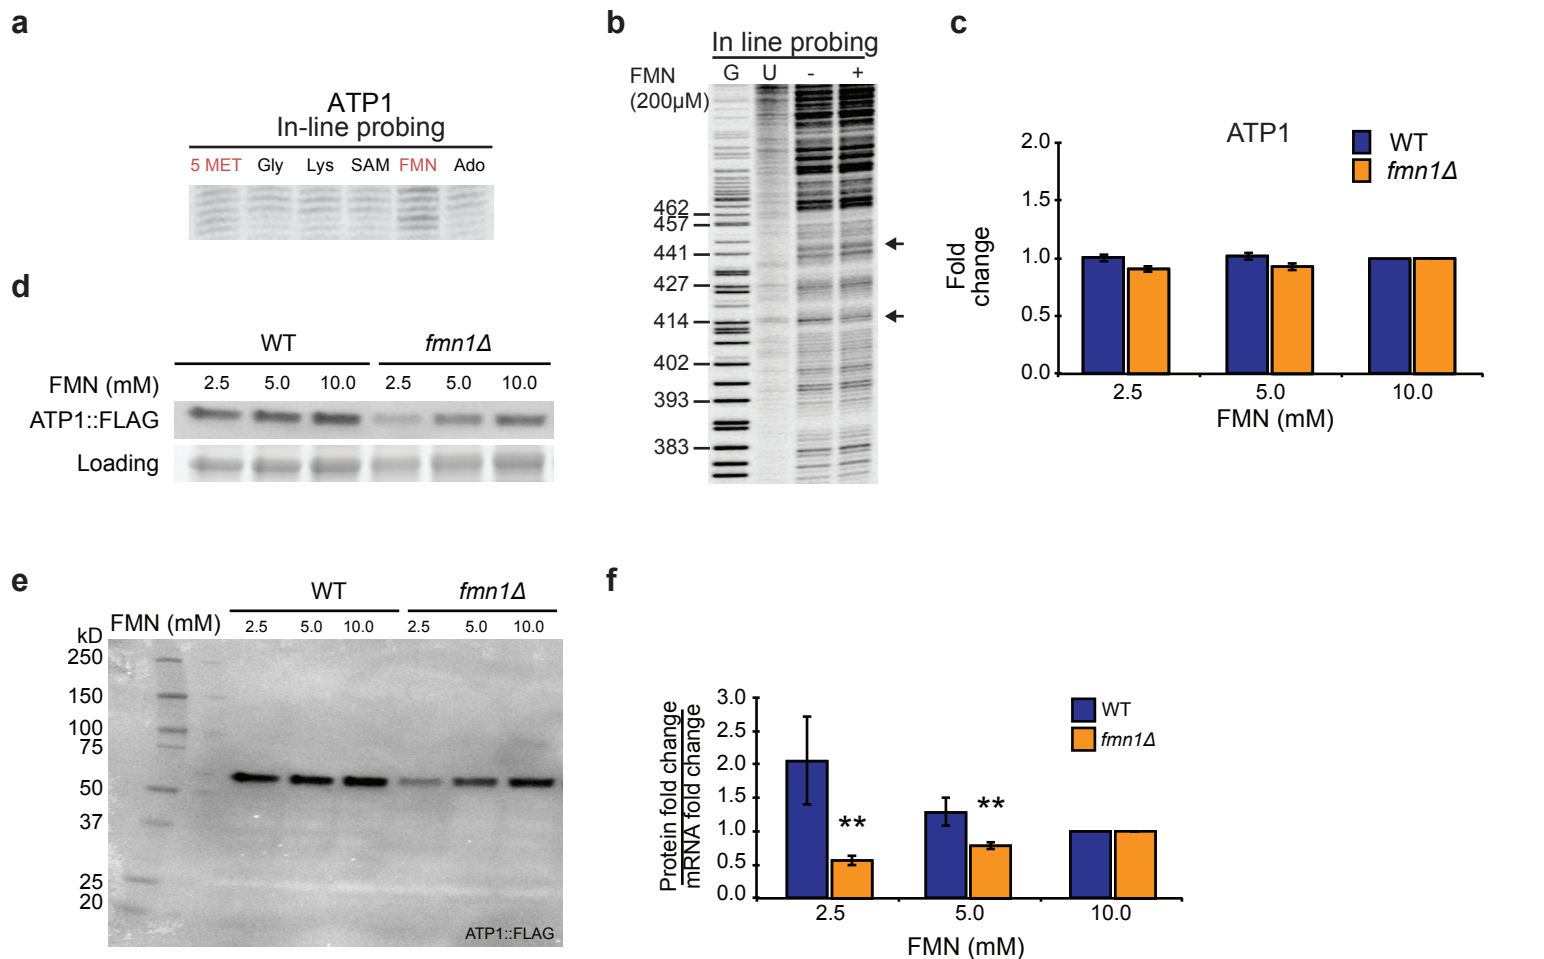 a
ATP1
In-line probing
5 MET Gly Lys SAM FMN Ado
b
In line probing
FMN
(200µM)
G U - +
462
457
441
427
414
402
393
383
c
ATP1
WT
fmn1Δ
Fold
change
2.0
1.5
1.0
0.5
0.0
2.5 5.0 10.0
FMN (mM)
d
WT fmn1Δ
FMN (mM) 2.5 5.0 10.0 2.5 5.0 10.0
ATP1::FLAG
Loading
e
WT fmn1Δ
FMN (mM) 2.5 5.0 10.0 2.5 5.0 10.0
kD
250
150
100
75
50
37
25
20
ATP1::FLAG
f
Protein fold change
mRNA fold change
3.0
2.5
2.0
1.5
1.0
0.5
0.0
WT
fmn1Δ
**
**
2.5 5.0 10.0
FMN (mM)